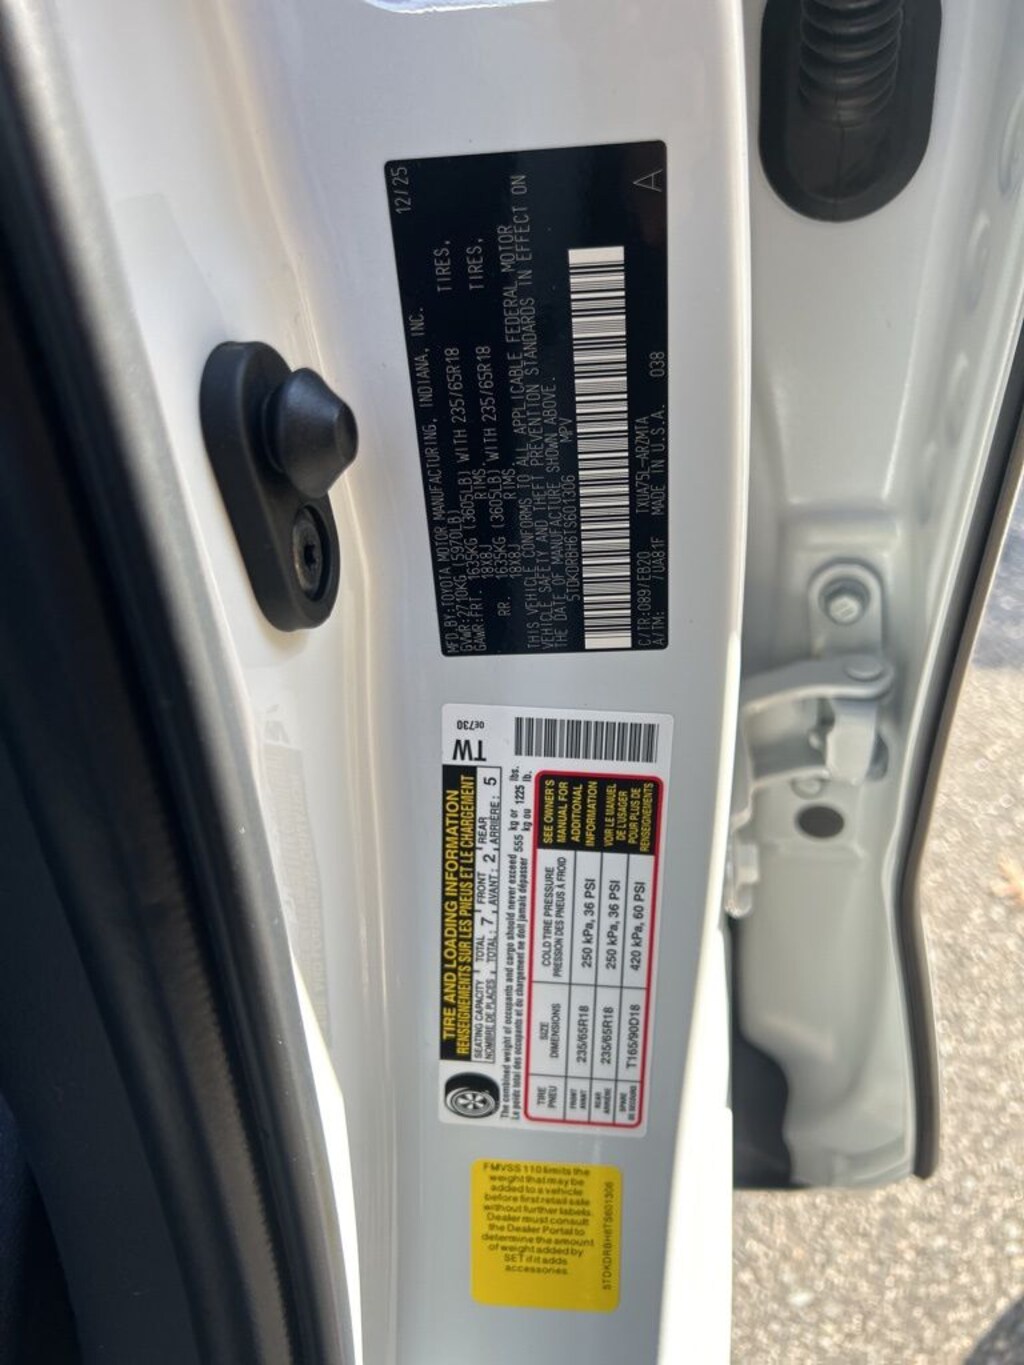 MFD.BY:TOYOTA MOTOR MANUFACTURING, INDIANA, INC. 12/25
GVWR:2710KG (5970LB)
GAWR:FRT. 1635KG (3605LB) WITH 235/65R18 TIRES,
18X8J RIMS,
RR. 1635KG (3605LB) WITH 235/65R18 TIRES,
18X8J RIMS.
THIS VEHICLE CONFORMS TO ALL APPLICABLE FEDERAL MOTOR
VEHICLE SAFETY AND THEFT PREVENTION STANDARDS IN EFFECT ON
THE DATE OF MANUFACTURE SHOWN ABOVE.
5TDKDRBH6TS601306 MPV
C/TR:089/EB20 TXUA75L-ARZMTA
A/TM: /UA81F MADE IN U.S.A. 038 A
TW
0E730
TIRE AND LOADING INFORMATION
RENSEIGNEMENTS SUR LES PNEUS ET LE CHARGEMENT
SEATING CAPACITY TOTAL FRONT REAR
NOMBRE DE PLACES TOTAL: 7 AVANT: 2 ARRIÈRE: 5
The combined weight of occupants and cargo should never exceed 555 kg or 1225 lbs.
Le poids total des occupants et du chargement ne doit jamais dépasser kg ou lb.
TIRE SIZE COLD TIRE PRESSURE
PNEU DIMENSIONS PRESSION DES PNEUS À FROID
FRONT
AVANT 235/65R18 250 kPa, 36 PSI
REAR
ARRIÈRE 235/65R18 250 kPa, 36 PSI
SPARE
DE SECOURS T165/90D18 420 kPa, 60 PSI
SEE OWNER'S
MANUAL FOR
ADDITIONAL
INFORMATION
VOIR LE MANUEL
DE L'USAGER
POUR PLUS DE
RENSEIGNEMENTS
FMVSS 110 limits the
weight that may be
added to a vehicle
before first retail sale
without further labels.
Dealer must consult
the Dealer Portal to
determine the amount
of weight added by
SET if it adds
accessories.
5TDKDRBH6TS601306